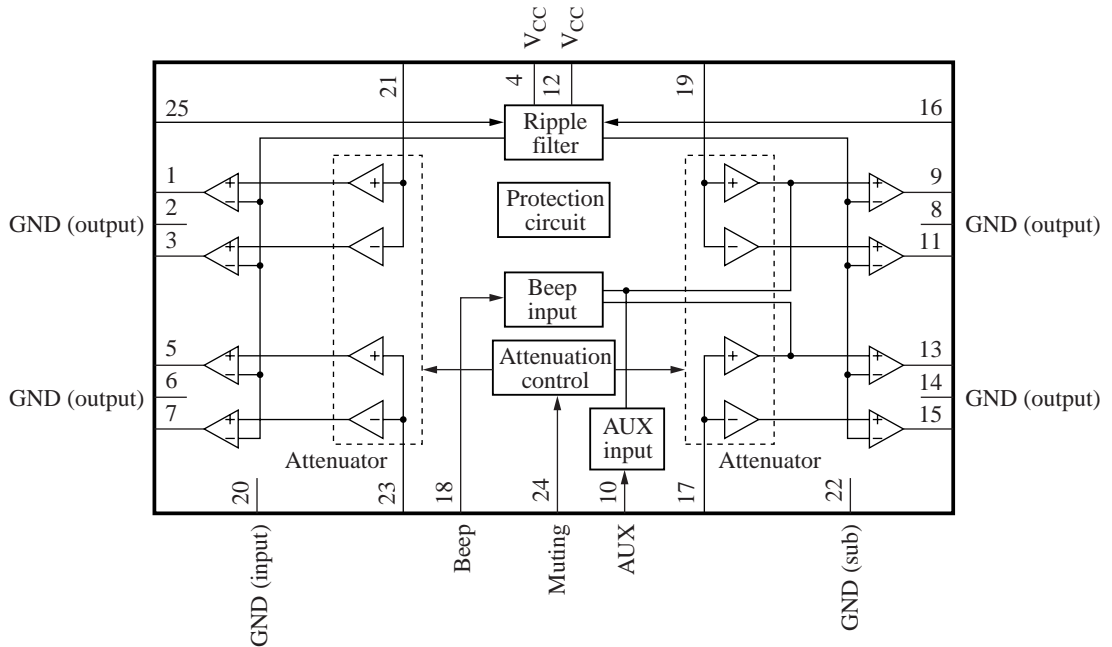 VCC
VCC
21
4
12
19
25
Ripple
filter
16
1
9
Protection
circuit
GND (output)
2
8
GND (output)
3
11
Beep
input
5
Attenuation
control
13
GND (output)
6
14
GND (output)
7
15
AUX
input
Attenuator
Attenuator
20
23
18
24
10
17
22
GND (input)
Beep
Muting
AUX
GND (sub)